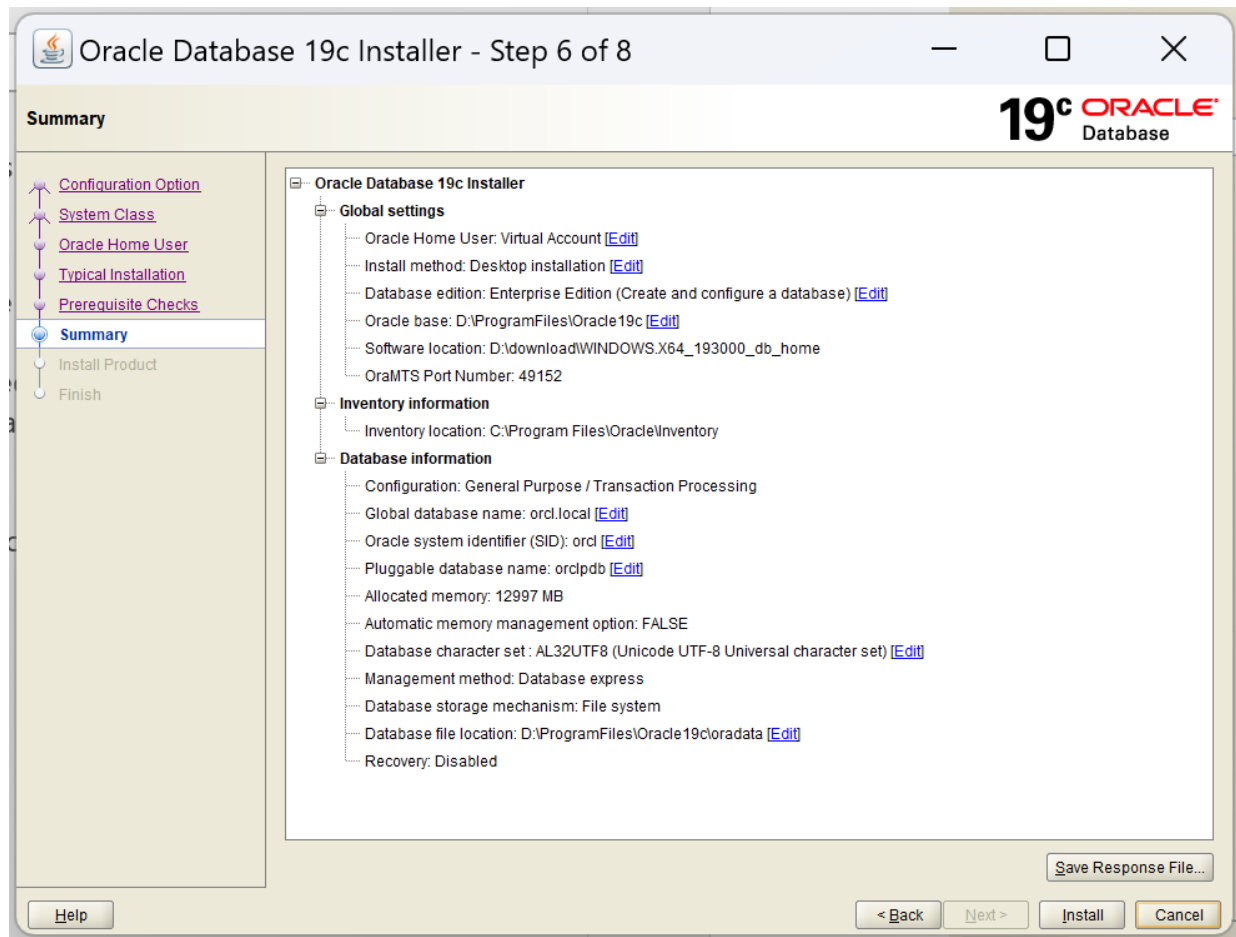 Oracle Database 19c Installer - Step 6 of 8
Summary
19c ORACLE
Database
Configuration Option
System Class
Oracle Home User
Typical Installation
Prerequisite Checks
Summary
Install Product
Finish
Oracle Database 19c Installer
Global settings
Oracle Home User: Virtual Account [Edit]
Install method: Desktop installation [Edit]
Database edition: Enterprise Edition (Create and configure a database) [Edit]
Oracle base: D:\ProgramFiles\Oracle19c [Edit]
Software location: D:\download\WINDOWS.X64_193000_db_home
OraMTS Port Number: 49152
Inventory information
Inventory location: C:\Program Files\Oracle\Inventory
Database information
Configuration: General Purpose / Transaction Processing
Global database name: orcl.local [Edit]
Oracle system identifier (SID): orcl [Edit]
Pluggable database name: orclpdb [Edit]
Allocated memory: 12997 MB
Automatic memory management option: FALSE
Database character set : AL32UTF8 (Unicode UTF-8 Universal character set) [Edit]
Management method: Database express
Database storage mechanism: File system
Database file location: D:\ProgramFiles\Oracle19c\oradata [Edit]
Recovery: Disabled
Save Response File...
Help
< Back
Next >
Install
Cancel